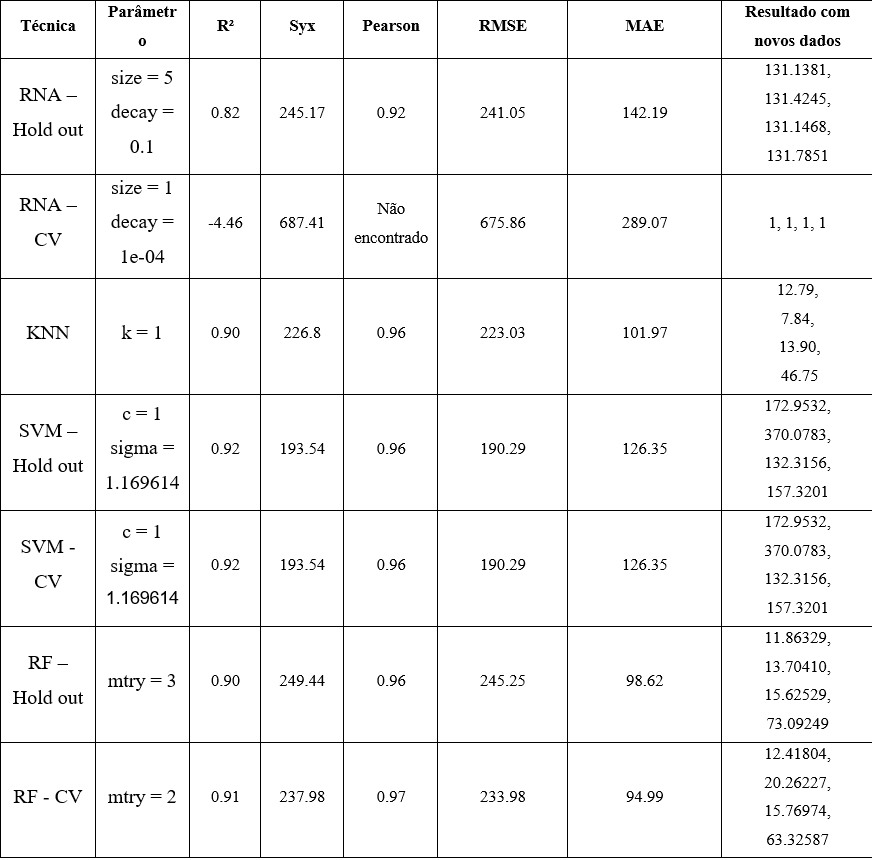 Técnica
Parâmetr
o
R²
Syx
Pearson
RMSE
MAE
Resultado com
novos dados
RNA –
Hold out
size = 5
decay =
0.1
0.82
245.17
0.92
241.05
142.19
131.1381,
131.4245,
131.1468,
131.7851
RNA –
CV
size = 1
decay =
1e-04
-4.46
687.41
Não
encontrado
675.86
289.07
1, 1, 1, 1
KNN
k = 1
0.90
226.8
0.96
223.03
101.97
12.79,
7.84,
13.90,
46.75
SVM –
Hold out
c = 1
sigma =
1.169614
0.92
193.54
0.96
190.29
126.35
172.9532,
370.0783,
132.3156,
157.3201
SVM -
CV
c = 1
sigma =
1.169614
0.92
193.54
0.96
190.29
126.35
172.9532,
370.0783,
132.3156,
157.3201
RF –
Hold out
mtry = 3
0.90
249.44
0.96
245.25
98.62
11.86329,
13.70410,
15.62529,
73.09249
RF - CV
mtry = 2
0.91
237.98
0.97
233.98
94.99
12.41804,
20.26227,
15.76974,
63.32587